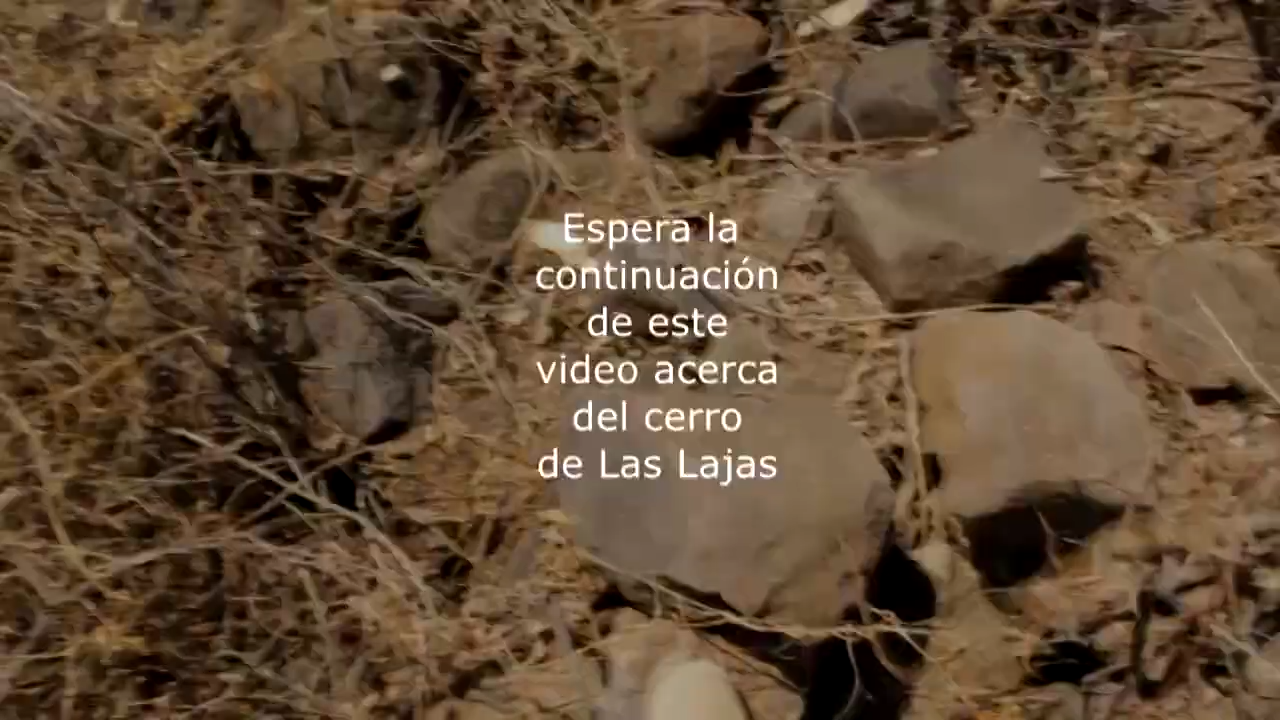 Espera la
continuación
de este
video acerca
del cerro
de Las Lajas